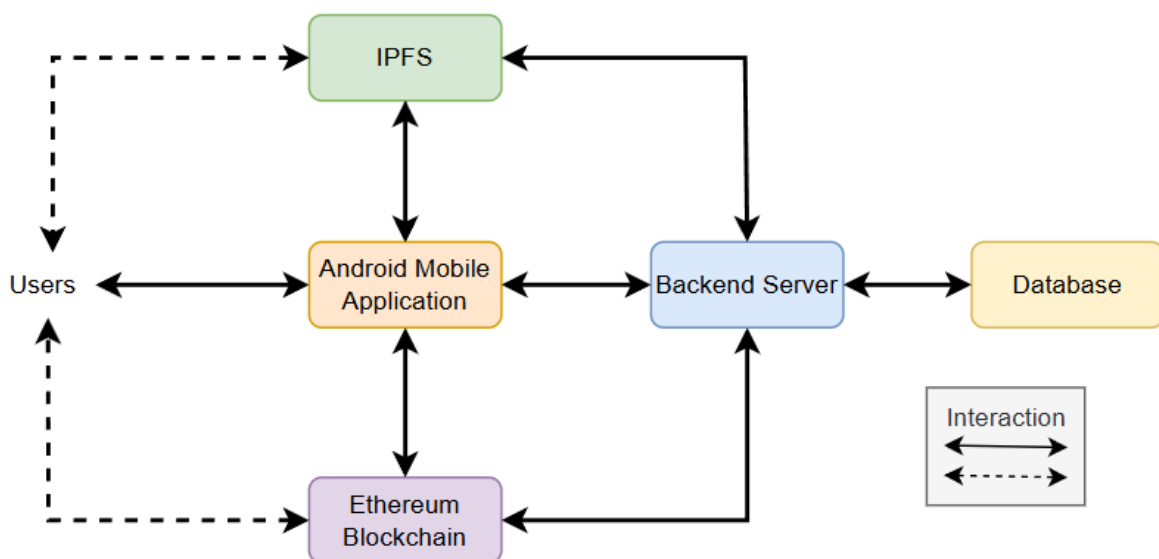 IPFS
Users
Android Mobile
Application
Backend Server
Database
Interaction
Ethereum
Blockchain